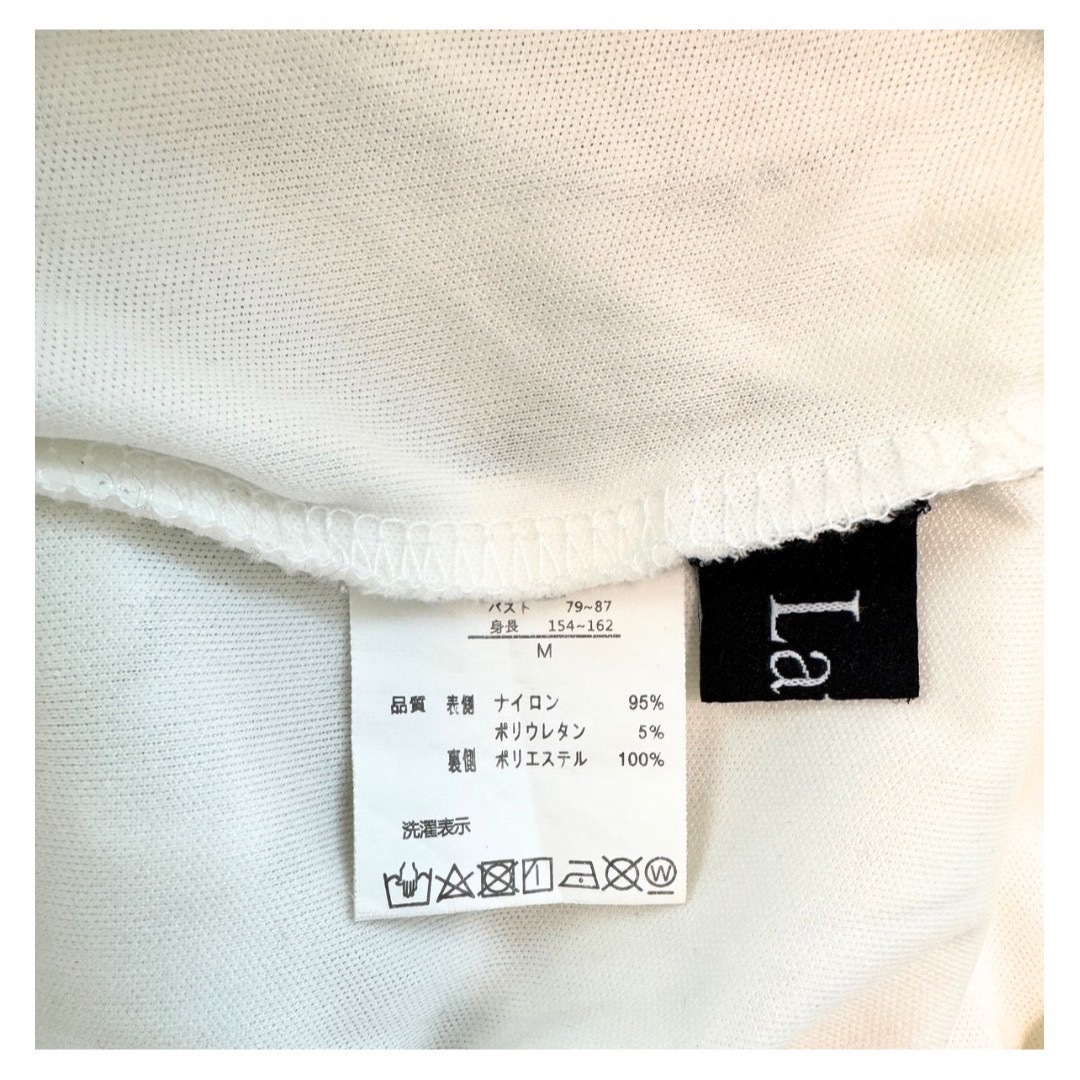 バスト 79~87
身長 154~162
M
品質 表側 ナイロン 95%
ポリウレタン 5%
裏側 ポリエステル 100%
洗濯表示
W
La